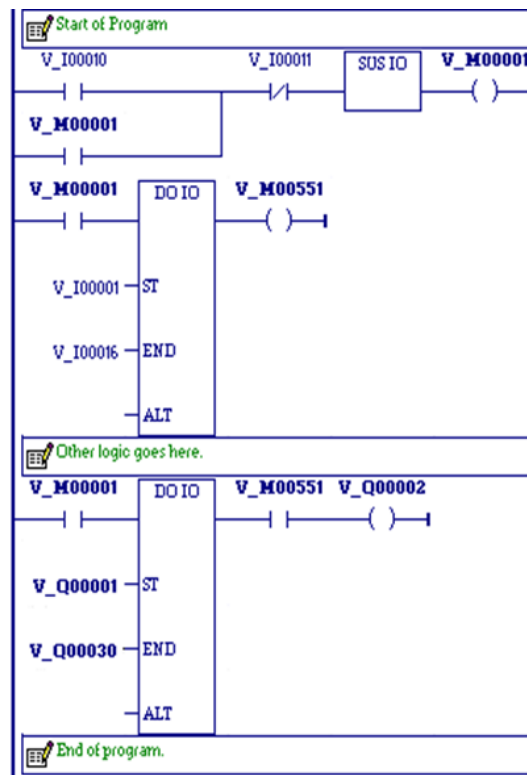 Start of Program
V_I00010 V_I00011 SUS IO V_M00001
V_M00001
V_M00001 DO IO V_M00551
V_I00001 ST
V_I00016 END
ALT
Other logic goes here.
V_M00001 DO IO V_M00551 V_Q00002
V_Q00001 ST
V_Q00030 END
ALT
End of program.